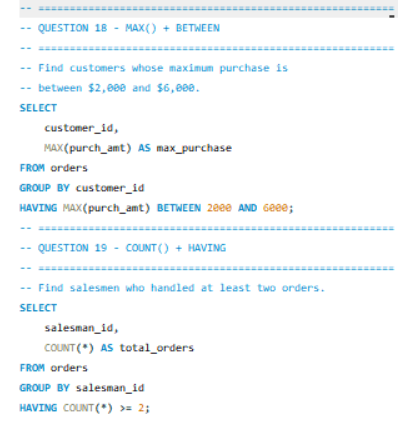 -- ====================================================
-- QUESTION 18 - MAX() + BETWEEN
-- ====================================================
-- Find customers whose maximum purchase is
-- between $2,000 and $6,000.
SELECT
    customer_id,
    MAX(purch_amt) AS max_purchase
FROM orders
GROUP BY customer_id
HAVING MAX(purch_amt) BETWEEN 2000 AND 6000;
-- ====================================================
-- QUESTION 19 - COUNT() + HAVING
-- ====================================================
-- Find salesmen who handled at least two orders.
SELECT
    salesman_id,
    COUNT(*) AS total_orders
FROM orders
GROUP BY salesman_id
HAVING COUNT(*) >= 2;